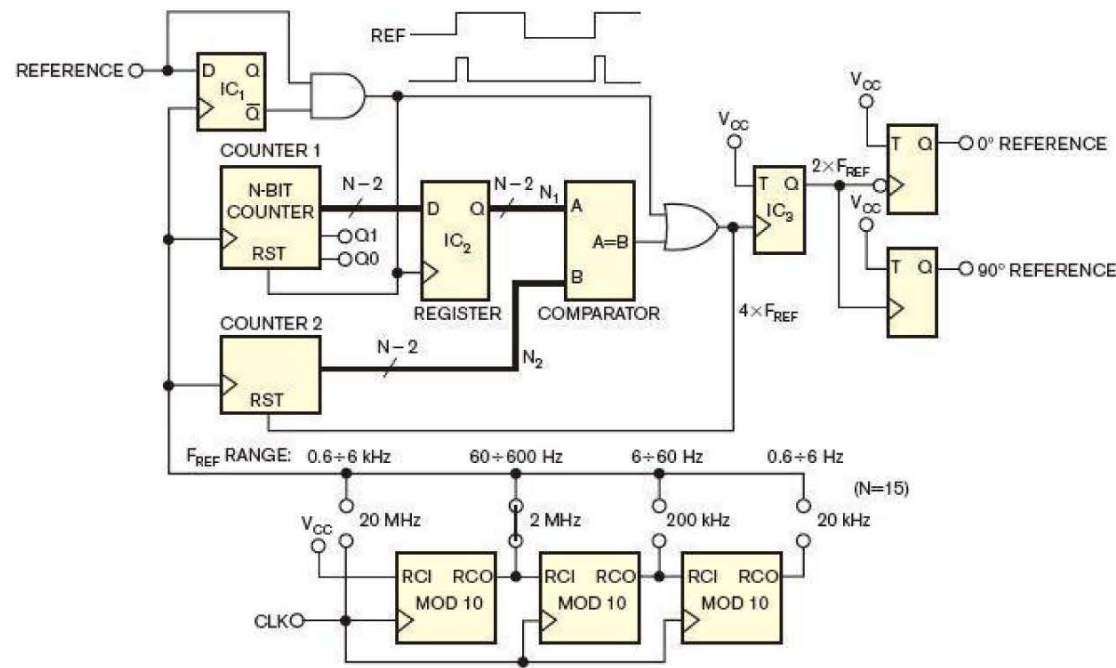 REF
REFERENCE
D Q
IC1
Q̅
VCC
VCC
T Q
0° REFERENCE
COUNTER 1
N-BIT
COUNTER
Q1
Q0
RST
N−2
D Q
IC2
REGISTER
N−2
N1
A
A=B
B
COMPARATOR
T Q
IC3
2×FREF
VCC
T Q
90° REFERENCE
4×FREF
COUNTER 2
RST
N−2
N2
FREF RANGE: 0.6÷6 kHz 60÷600 Hz 6÷60 Hz 0.6÷6 Hz
(N=15)
VCC
20 MHz 2 MHz 200 kHz 20 kHz
RCI RCO
MOD 10
RCI RCO
MOD 10
RCI RCO
MOD 10
CLK